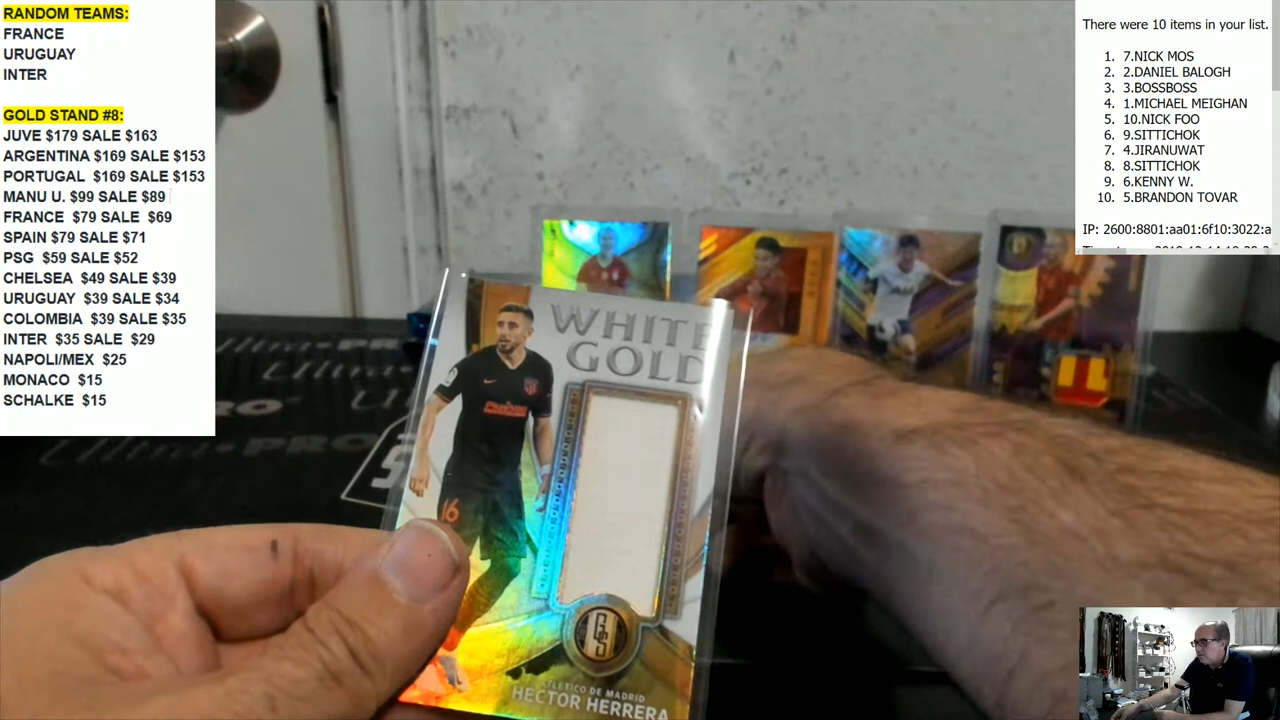 RANDOM TEAMS:
FRANCE
URUGUAY
INTER
GOLD STAND #8:
JUVE $179 SALE $163
ARGENTINA $169 SALE $153
PORTUGAL $169 SALE $153
MANU U. $99 SALE $89
FRANCE $79 SALE $69
SPAIN $79 SALE $71
PSG $59 SALE $52
CHELSEA $49 SALE $39
URUGUAY $39 SALE $34
COLOMBIA $39 SALE $35
INTER $35 SALE $29
NAPOLI/MEX $25
MONACO $15
SCHALKE $15
There were 10 items in your list.
1. 7.NICK MOS
2. 2.DANIEL BALOGH
3. 3.BOSSBOSS
4. 1.MICHAEL MEIGHAN
5. 10.NICK FOO
6. 9.SITTICHOK
7. 4.JIRANUWAT
8. 8.SITTICHOK
9. 6.KENNY W.
10. 5.BRANDON TOVAR
IP: 2600:8801:aa01:6f10:3022:a
WHITE
GOLD
16
GS
ATLÉTICO DE MADRID
HECTOR HERRERA
Ultra
PRO